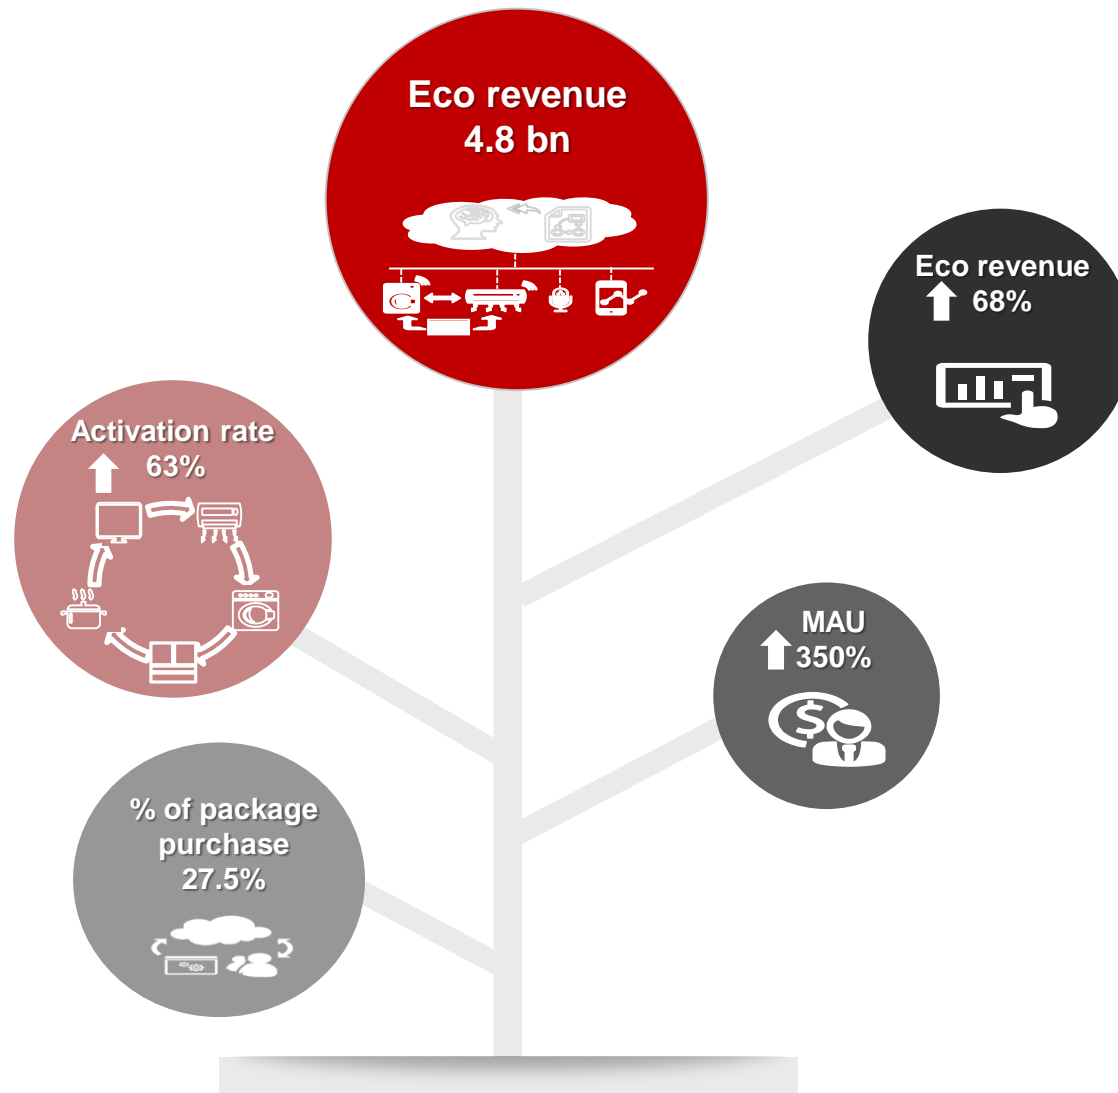 Eco revenue
4.8 bn
Eco revenue
68%
Activation rate
63%
MAU
350%
% of package
purchase
27.5%